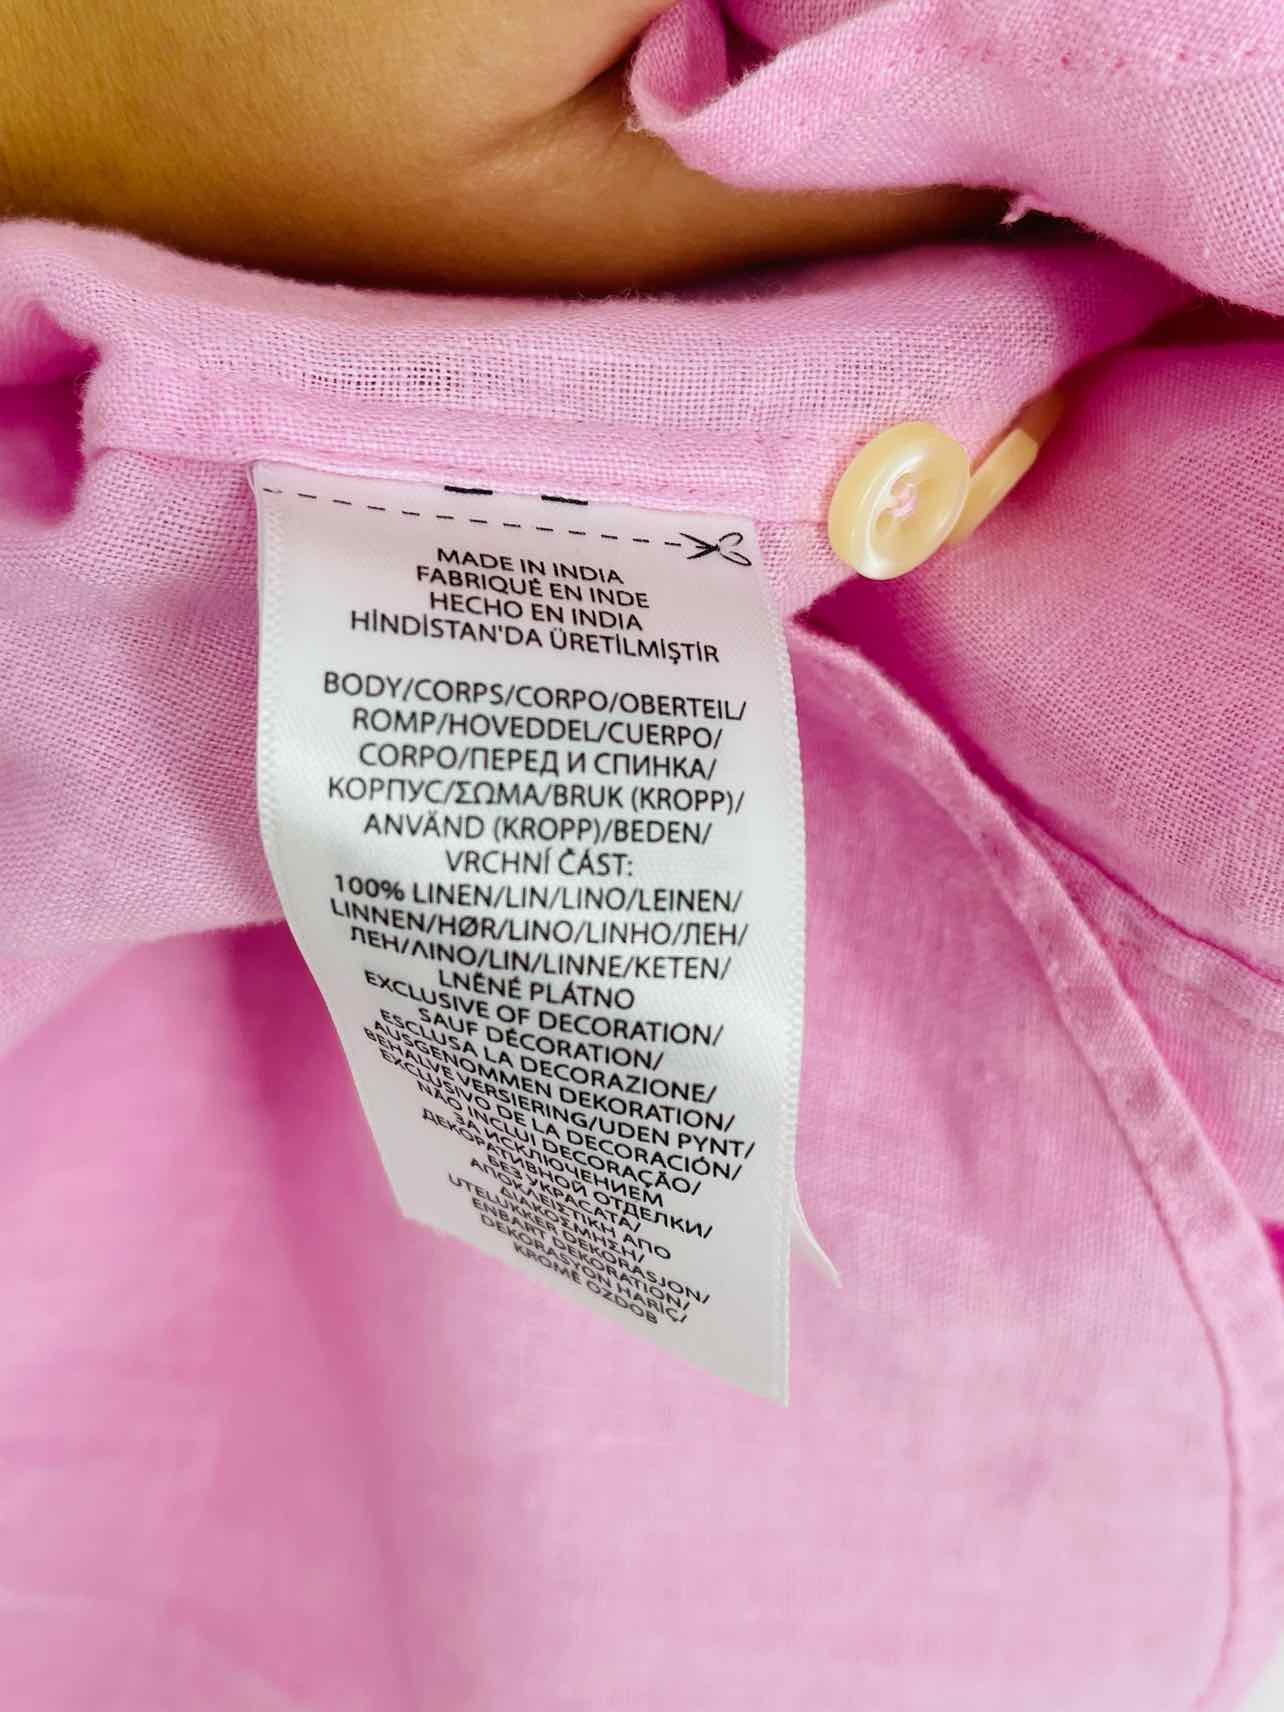 MADE IN INDIA
FABRIQUÉ EN INDE
HECHO EN INDIA
HİNDİSTAN'DA ÜRETİLMİŞTİR
BODY/CORPS/CORPO/OBERTEIL/
ROMP/HOVEDDEL/CUERPO/
CORPO/ПЕРЕД И СПИНКА/
КОРПУС/ΣΩΜΑ/BRUK (KROPP)/
ANVÄND (KROPP)/BEDEN/
VRCHNÍ ČÁST:
100% LINEN/LIN/LINO/LEINEN/
LINNEN/HØR/LINO/LINHO/ЛЕН/
ЛЕН/ΛΙΝΟ/LIN/LINNE/KETEN/
LNĚNÉ PLÁTNO
EXCLUSIVE OF DECORATION/
SAUF DÉCORATION/
ESCLUSA LA DECORAZIONE/
AUSGENOMMEN DEKORATION/
BEHALVE VERSIERING/UDEN PYNT/
EXCLUSIVO DE LA DECORACIÓN/
NÃO INCLUI DECORAÇÃO/
ЗА ИСКЛЮЧЕНИЕМ
ДЕКОРАТИВНОЙ ОТДЕЛКИ/
БЕЗ УКРАСАТА/
ΑΠΟΚΛΕΙΣΤΙΚΗ ΑΠΟ
ΔΙΑΚΟΣΜΗΣΗ/
UTELUKKER DEKORASJON/
ENBART DEKORATION/
DEKORASYON HARİÇ/
KROMĚ OZDOB